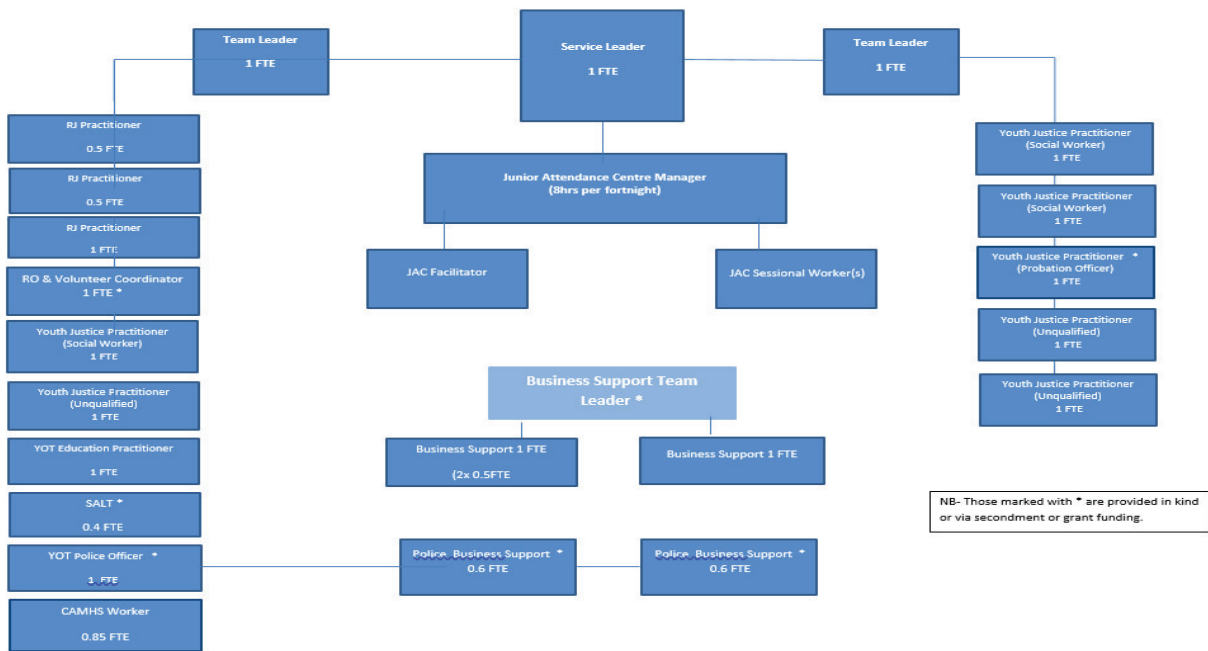 Team Leader
1 FTE
Service Leader
1 FTE
Team Leader
1 FTE
RJ Practitioner
0.5 FTE
RJ Practitioner
0.5 FTE
RJ Practitioner
1 FTE
RO & Volunteer Coordinator
1 FTE *
Youth Justice Practitioner
(Social Worker)
1 FTE
Youth Justice Practitioner
(Unqualified)
1 FTE
YOT Education Practitioner
1 FTE
SALT *
0.4 FTE
YOT Police Officer *
1 FTE
CAMHS Worker
0.85 FTE
Junior Attendance Centre Manager
(8hrs per fortnight)
JAC Facilitator
JAC Sessional Worker(s)
Business Support Team
Leader *
Business Support 1 FTE
(2x 0.5FTE
Business Support 1 FTE
Police Business Support *
0.6 FTE
Police Business Support *
0.6 FTE
Youth Justice Practitioner
(Social Worker)
1 FTE
Youth Justice Practitioner
(Social Worker)
1 FTE
Youth Justice Practitioner *
(Probation Officer)
1 FTE
Youth Justice Practitioner
(Unqualified)
1 FTE
Youth Justice Practitioner
(Unqualified)
1 FTE
NB- Those marked with * are provided in kind
or via secondment or grant funding.